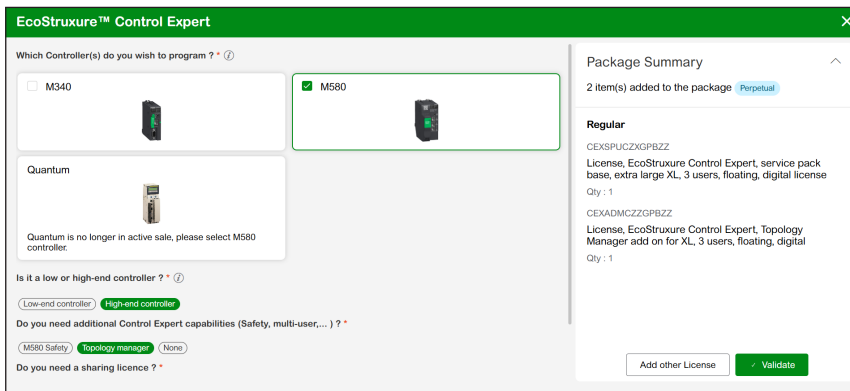 EcoStruxure™ Control Expert
Which Controller(s) do you wish to program ? *
M340
M580
Quantum
Quantum is no longer in active sale, please select M580
controller.
Is it a low or high-end controller ? *
Low-end controller
High-end controller
Do you need additional Control Expert capabilities (Safety, multi-user,... ) ? *
M580 Safety
Topology manager
None
Do you need a sharing licence ? *
Package Summary
2 item(s) added to the package Perpetual
Regular
CEXSPUCZXGPBZZ
License, EcoStruxure Control Expert, service pack
base, extra large XL, 3 users, floating, digital license
Qty : 1
CEXADMCZZGPBZZ
License, EcoStruxure Control Expert, Topology
Manager add on for XL, 3 users, floating, digital
Qty : 1
Add other License
✓ Validate